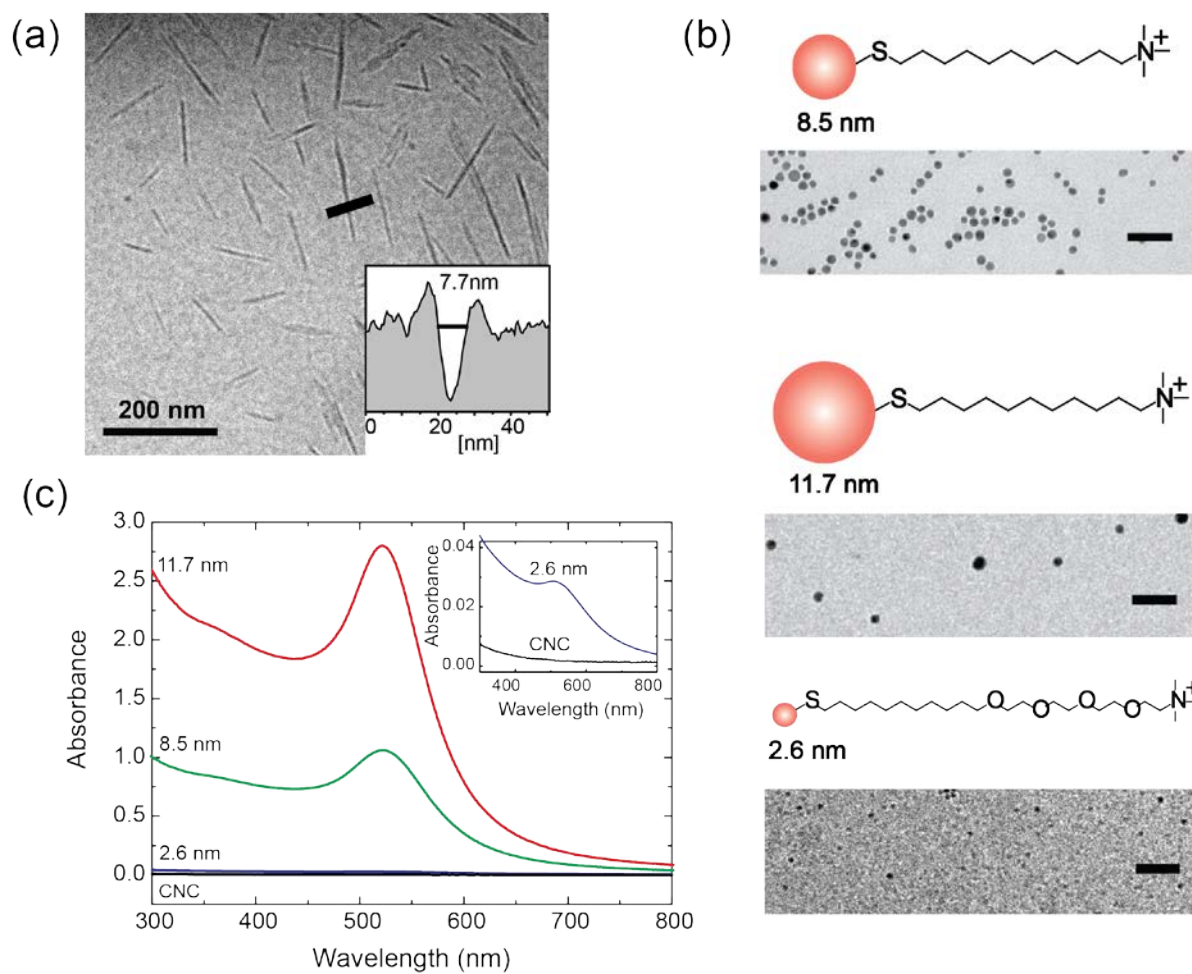 (a)
200 nm
7.7nm
0 20 40
[nm]
(b)
S N +
8.5 nm
S N +
11.7 nm
S O O O O N +
2.6 nm
(c)
3.0
2.5
2.0
1.5
1.0
0.5
0.0
Absorbance
11.7 nm
8.5 nm
2.6 nm
CNC
300 400 500 600 700 800
Wavelength (nm)
0.04
0.02
0.00
Absorbance
2.6 nm
CNC
400 600 800
Wavelength (nm)